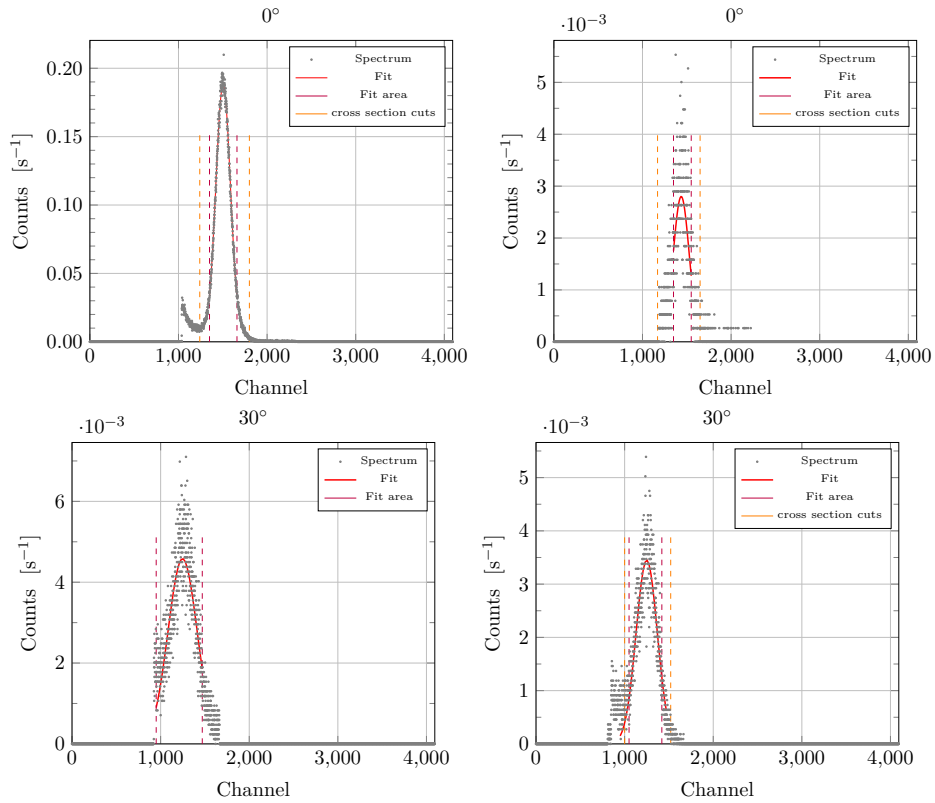 0°
Counts [s⁻¹]
0.20
0.15
0.10
0.05
0.00
0
1,000
2,000
3,000
4,000
Channel
Spectrum
Fit
Fit area
cross section cuts
0°
·10⁻³
Counts [s⁻¹]
5
4
3
2
1
0
0
1,000
2,000
3,000
4,000
Channel
Spectrum
Fit
Fit area
cross section cuts
30°
·10⁻³
Counts [s⁻¹]
6
4
2
0
0
1,000
2,000
3,000
4,000
Channel
Spectrum
Fit
Fit area
30°
·10⁻³
Counts [s⁻¹]
5
4
3
2
1
0
0
1,000
2,000
3,000
4,000
Channel
Spectrum
Fit
Fit area
cross section cuts